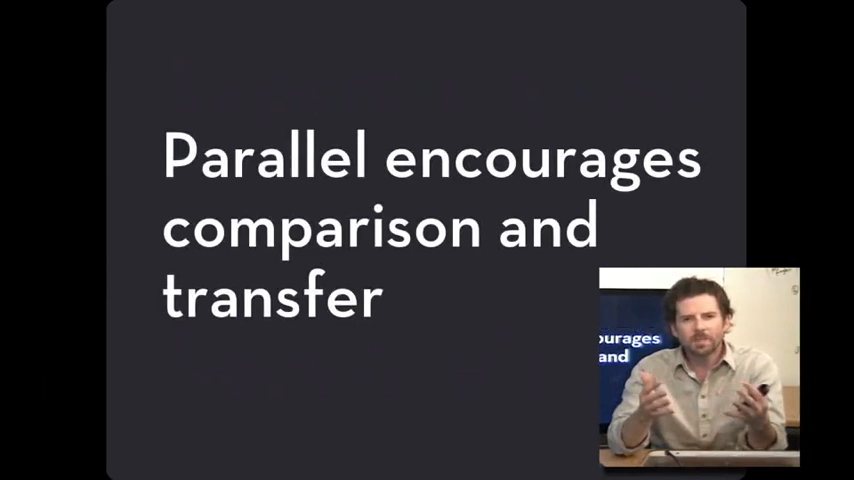 Parallel encourages
comparison and
transfer
ourages
and